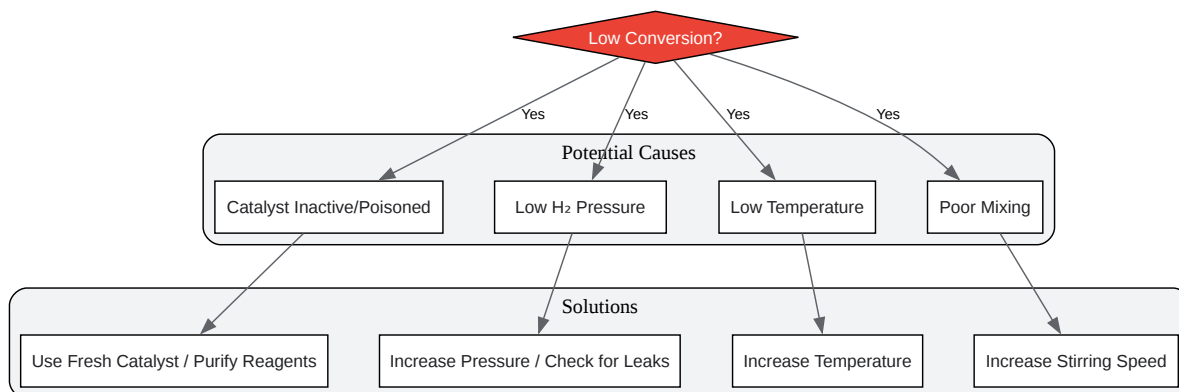 Low Conversion?
Yes
Yes
Yes
Yes
Potential Causes
Catalyst Inactive/Poisoned
Low H₂ Pressure
Low Temperature
Poor Mixing
Solutions
Use Fresh Catalyst / Purify Reagents
Increase Pressure / Check for Leaks
Increase Temperature
Increase Stirring Speed